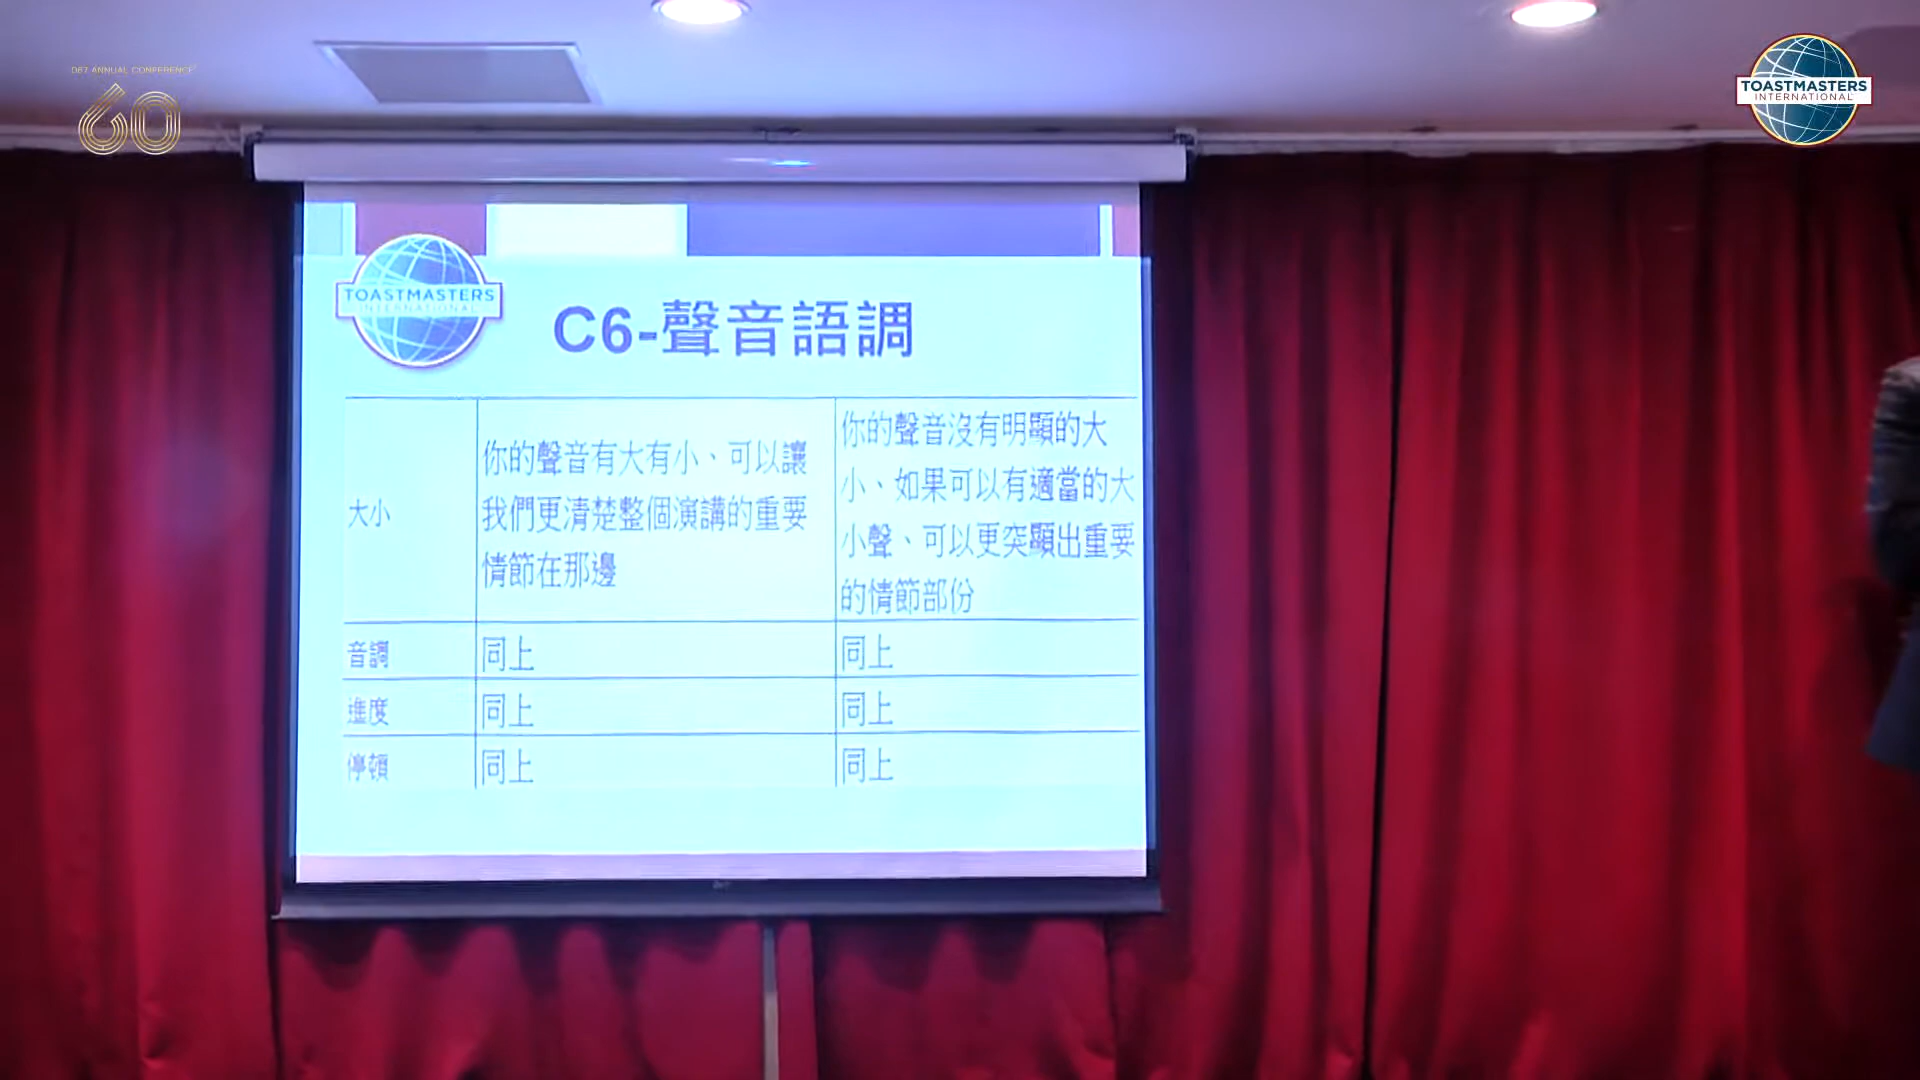 D67 ANNUAL CONFERENCE
60
TOASTMASTERS
INTERNATIONAL
TOASTMASTERS
INTERNATIONAL
C6-聲音語調
大小
你的聲音有大有小、可以讓
我們更清楚整個演講的重要
情節在那邊
你的聲音沒有明顯的大
小、如果可以有適當的大
小聲、可以更突顯出重要
的情節部份
音調
同上
同上
進度
同上
同上
停頓
同上
同上